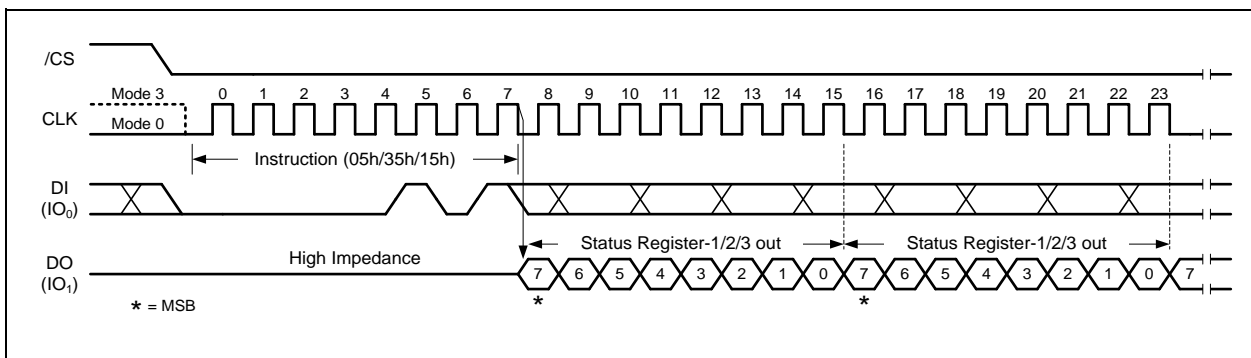 /CS
Mode 3
0 1 2 3 4 5 6 7 8 9 10 11 12 13 14 15 16 17 18 19 20 21 22 23
CLK
Mode 0
Instruction (05h/35h/15h)
DI
(IO₀)
Status Register-1/2/3 out
Status Register-1/2/3 out
High Impedance
DO
(IO₁)
7 6 5 4 3 2 1 0 7 6 5 4 3 2 1 0 7
* *
* = MSB